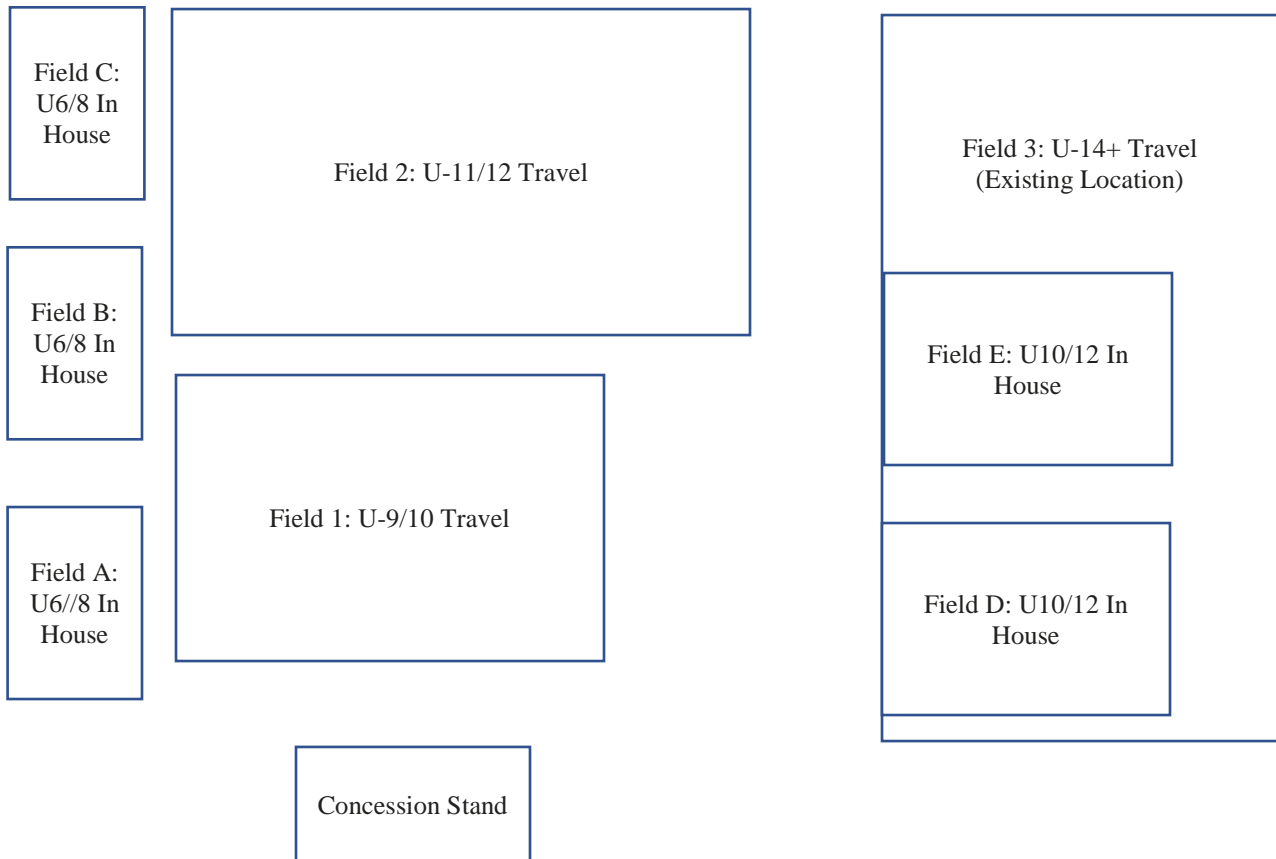 Field C:
U6/8 In
House
Field 2: U-11/12 Travel
Field 3: U-14+ Travel
(Existing Location)
Field B:
U6/8 In
House
Field E: U10/12 In
House
Field 1: U-9/10 Travel
Field A:
U6//8 In
House
Field D: U10/12 In
House
Concession Stand